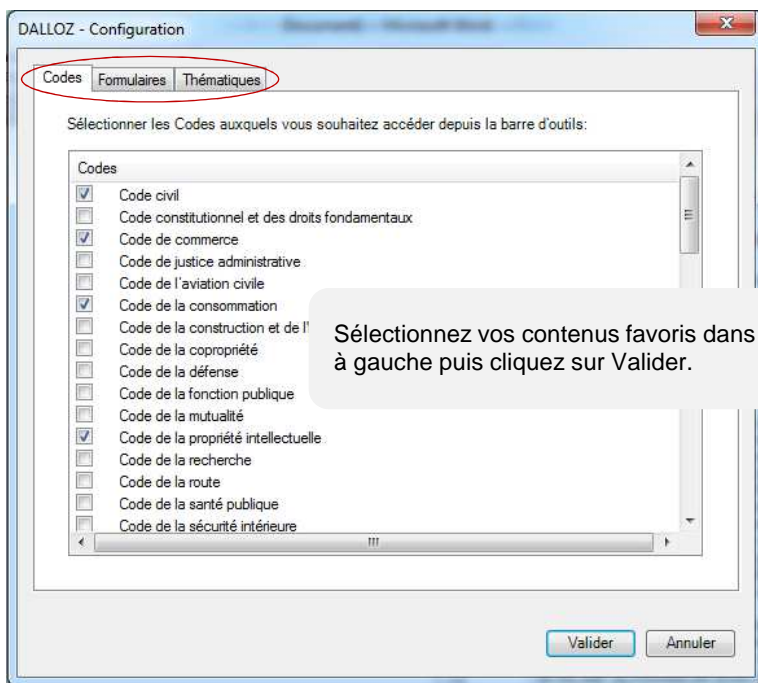 DALLOZ - Configuration
Codes Formulaires Thématiques
Sélectionner les Codes auxquels vous souhaitez accéder depuis la barre d'outils:
Codes
Code civil
Code constitutionnel et des droits fondamentaux
Code de commerce
Code de justice administrative
Code de l'aviation civile
Code de la consommation
Code de la construction et de l'
Code de la copropriété
Code de la défense
Code de la fonction publique
Code de la mutualité
Code de la propriété intellectuelle
Code de la recherche
Code de la route
Code de la santé publique
Code de la sécurité intérieure
Sélectionnez vos contenus favoris dans
à gauche puis cliquez sur Valider.
Valider Annuler